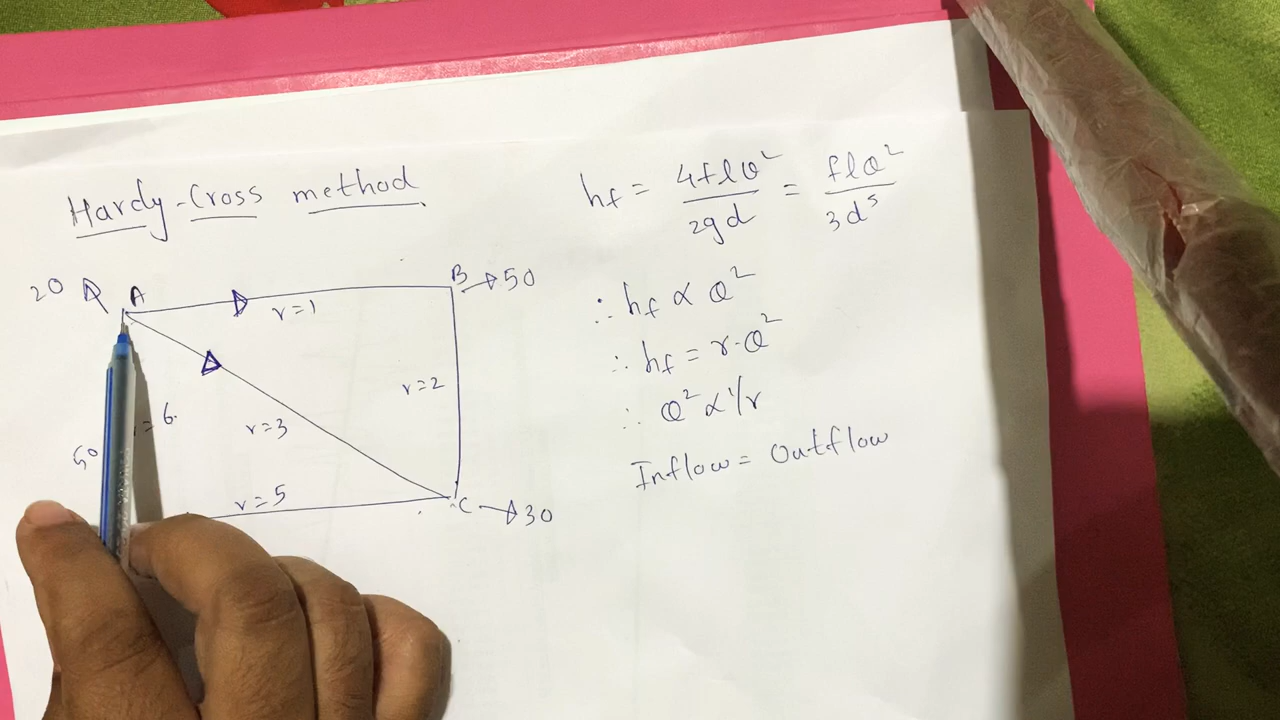 Hardy-Cross method
hf = 4flQ² / 2gd = flQ² / 3d⁵
20 A
B → 50
r=1
∴ hf ∝ Q²
∴ hf = r·Q²
r=2
∴ Q² ∝ 1/r
= 6
r=3
Inflow = Outflow
r=5
C → 30